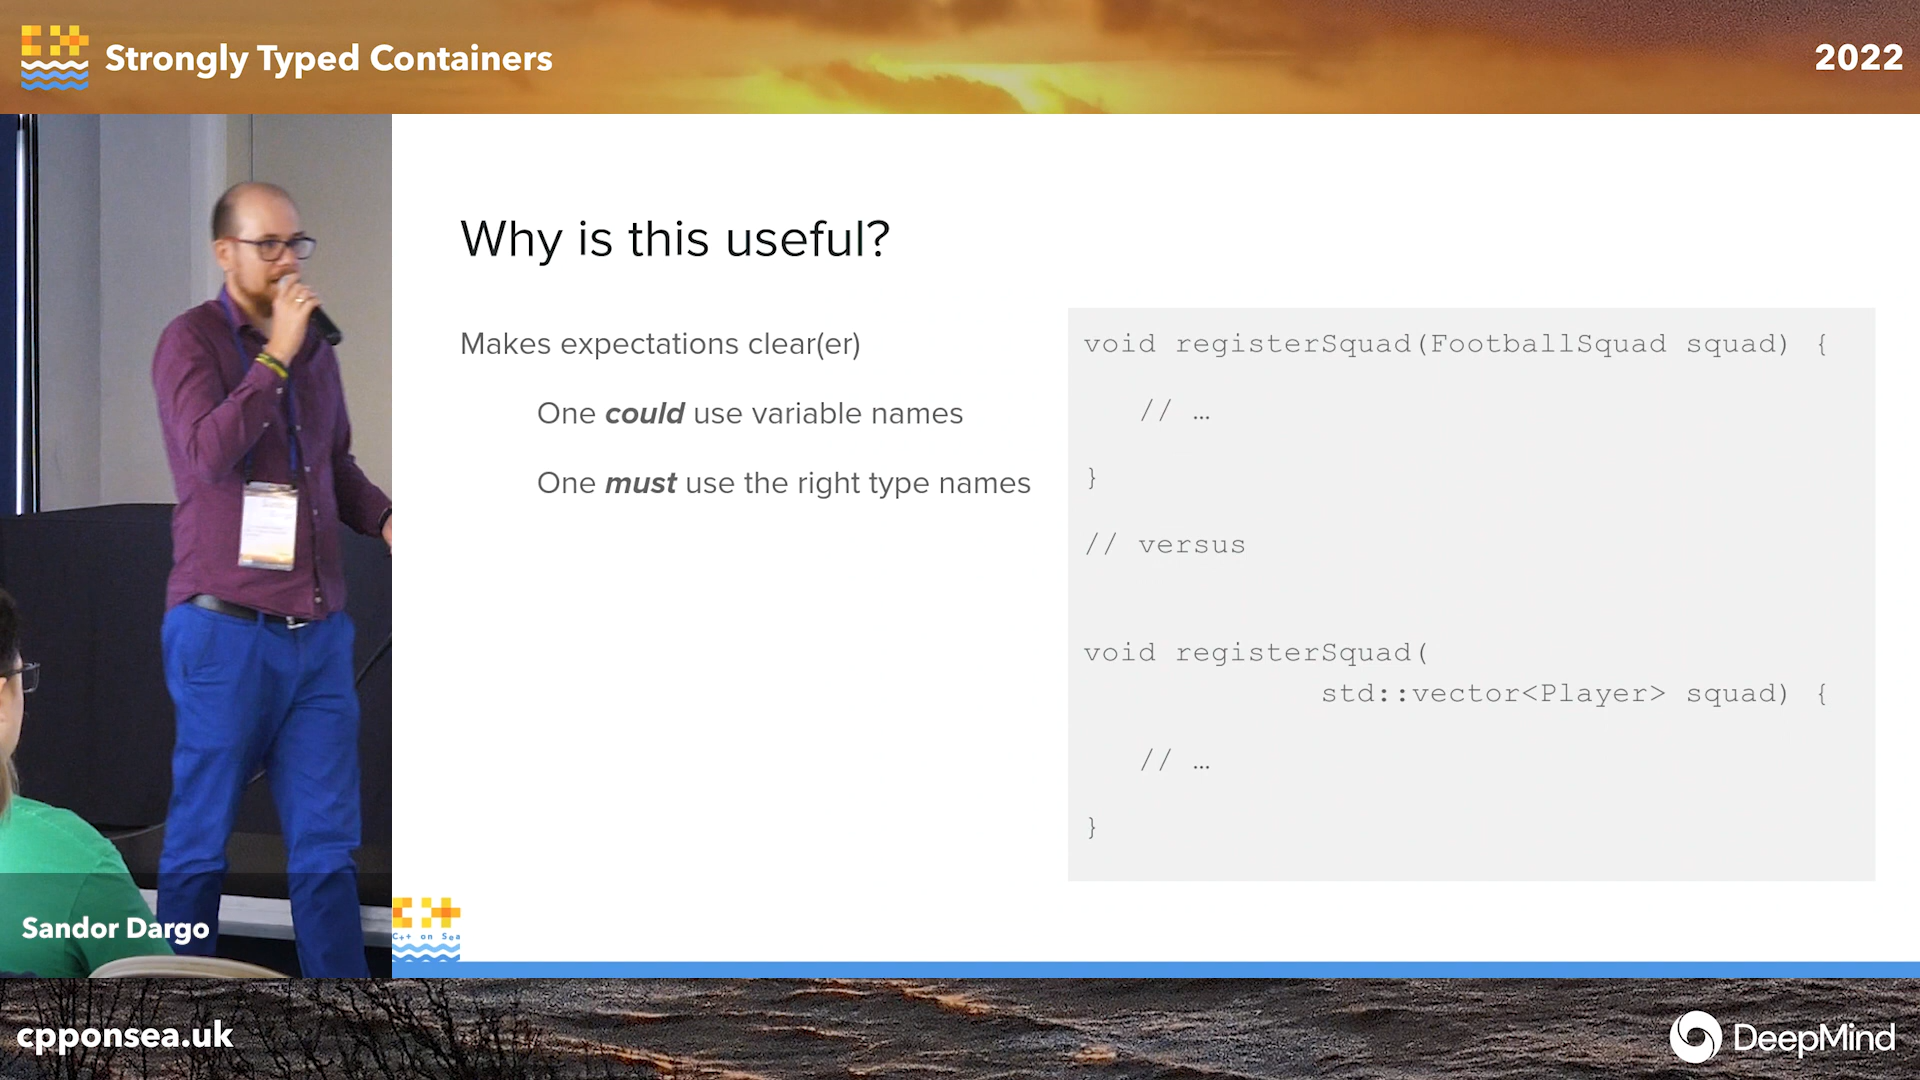 Strongly Typed Containers
2022
Why is this useful?
Makes expectations clear(er)
One could use variable names
One must use the right type names
void registerSquad(FootballSquad squad) {
// …
}
// versus
void registerSquad(
std::vector<Player> squad) {
// …
}
Sandor Dargo
C++ on Sea
cpponsea.uk
DeepMind